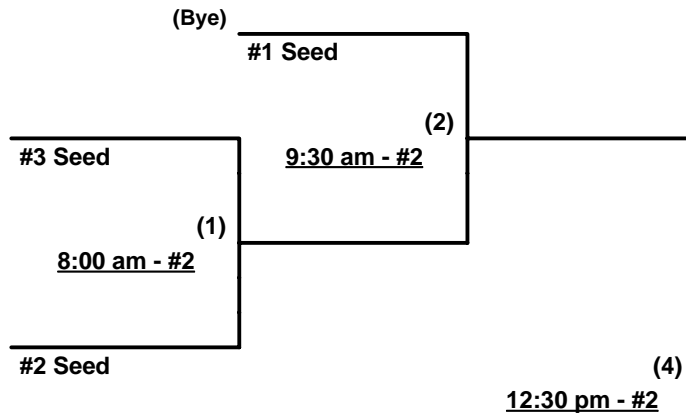 (Bye)
#1 Seed
(2)
#3 Seed
9:30 am - #2
(1)
8:00 am - #2
#2 Seed
(4)
12:30 pm - #2